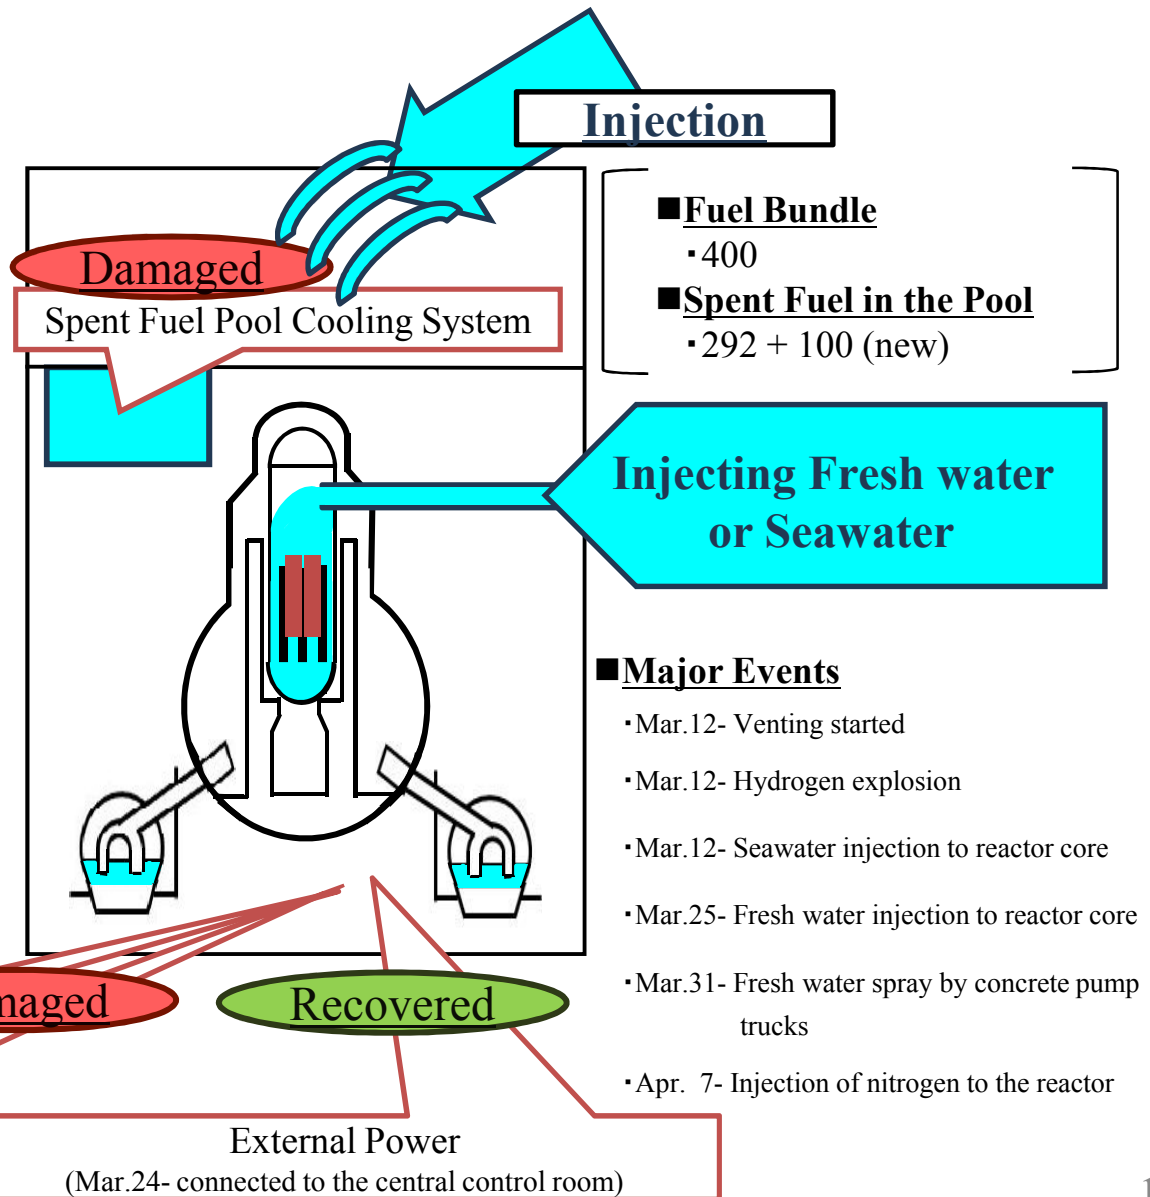 Injection
Damaged
Spent Fuel Pool Cooling System
■Fuel Bundle
・400
■Spent Fuel in the Pool
・292 + 100 (new)
Injecting Fresh water
or Seawater
■Major Events
・Mar.12- Venting started
・Mar.12- Hydrogen explosion
・Mar.12- Seawater injection to reactor core
・Mar.25- Fresh water injection to reactor core
・Mar.31- Fresh water spray by concrete pump
trucks
・Apr. 7- Injection of nitrogen to the reactor
maged
Recovered
External Power
(Mar.24- connected to the central control room)
1